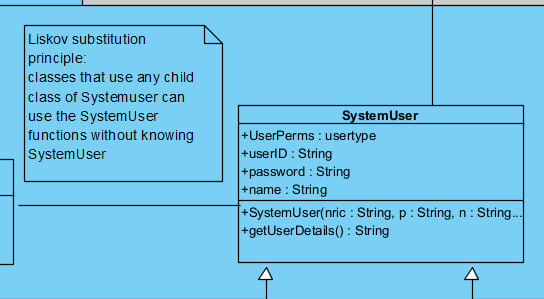 Liskov substitution
principle:
classes that use any child
class of Systemuser can
use the SystemUser
functions without knowing
SystemUser
SystemUser
+UserPerms : usertype
+userID : String
+password : String
+name : String
+SystemUser(nric : String, p : String, n : String...
+getUserDetails() : String